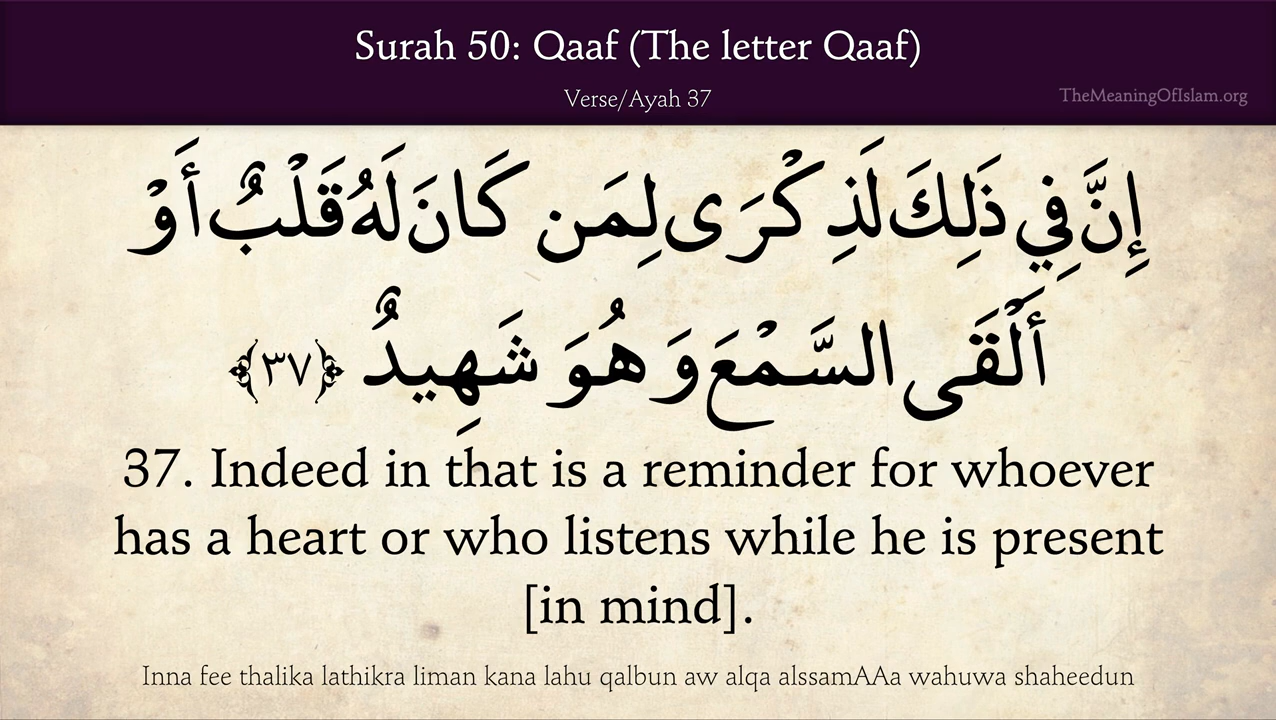 Surah 50: Qaaf (The letter Qaaf)
Verse/Ayah 37
TheMeaningOfIslam.org
إِنَّ فِي ذَلِكَ لَذِكْرَى لِمَن كَانَ لَهُ قَلْبٌ أَوْ
أَلْقَى السَّمْعَ وَهُوَ شَهِيدٌ ﴿٣٧﴾
37. Indeed in that is a reminder for whoever
has a heart or who listens while he is present
[in mind].
Inna fee thalika lathikra liman kana lahu qalbun aw alqa alssamAAa wahuwa shaheedun